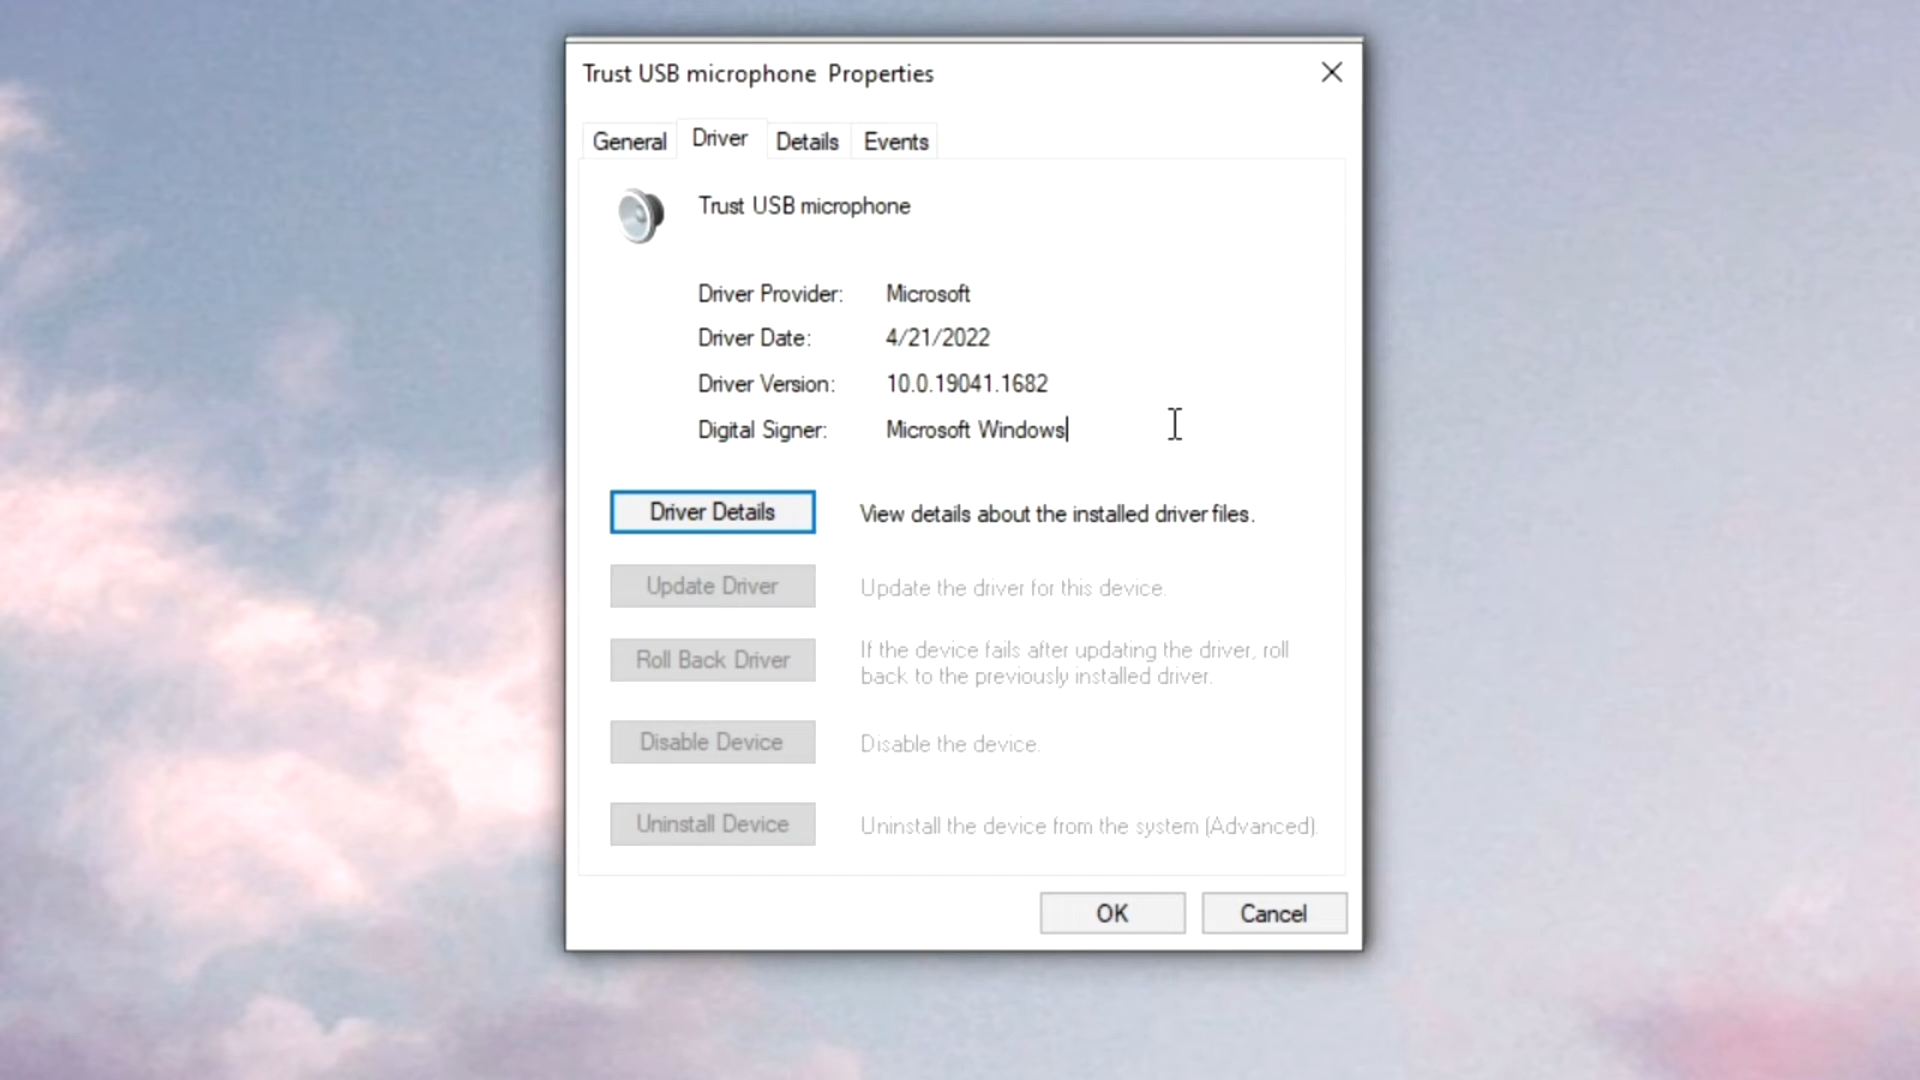 Trust USB microphone  Properties
General
Driver
Details
Events
Trust USB microphone
Driver Provider: Microsoft
Driver Date: 4/21/2022
Driver Version: 10.0.19041.1682
Digital Signer: Microsoft Windows
Driver Details View details about the installed driver files.
Update Driver Update the driver for this device.
Roll Back Driver If the device fails after updating the driver, roll
back to the previously installed driver.
Disable Device Disable the device.
Uninstall Device Uninstall the device from the system (Advanced).
OK Cancel